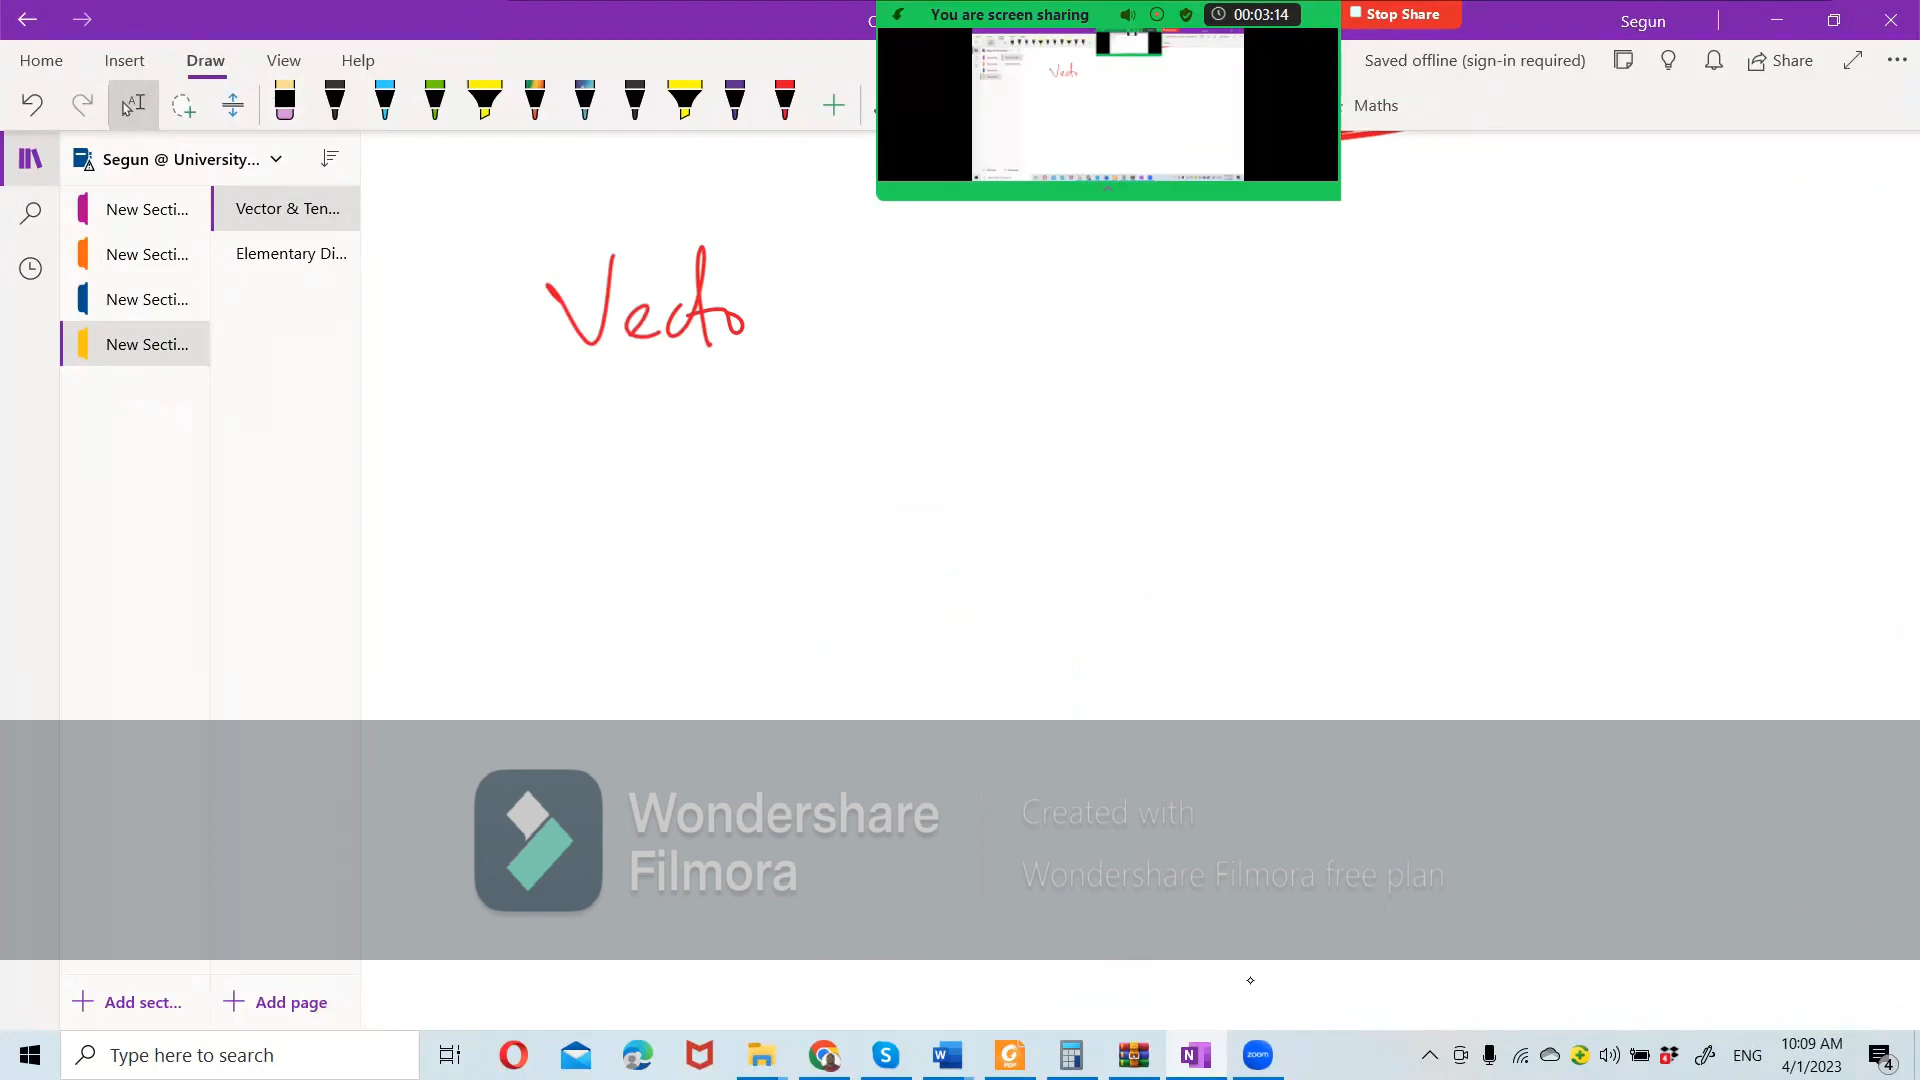 You are screen sharing
00:03:14
Stop Share
Segun
Home
Insert
Draw
View
Help
Saved offline (sign-in required)
Share
Maths
Segun @ University...
New Secti...
Vector & Ten...
New Secti...
Elementary Di...
New Secti...
New Secti...
Vecto
Wondershare
Filmora
Created with
Wondershare Filmora free plan
Add sect...
Add page
Type here to search
ENG
10:09 AM
4/1/2023
4